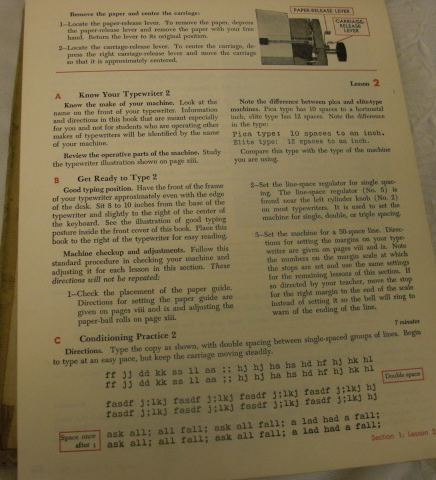 Remove the paper and center the carriage:
1—Locate the paper-release lever. To remove the paper, depress
the paper-release lever and remove the paper with your free
hand. Return the lever to its original position.
2—Locate the carriage-release lever. To center the carriage, de-
press the right carriage-release lever and move the carriage
so that it is approximately centered.
PAPER-RELEASE LEVER
CARRIAGE-
RELEASE
LEVER
Lesson 2
A Know Your Typewriter 2
Know the make of your machine. Look at the
name on the front of your typewriter. Information
and directions in this book that are meant especially
for you and not for students who are operating other
makes of typewriters will be identified by the name
of your machine.
Review the operative parts of the machine. Study
the typewriter illustration shown on page xiii.
Note the difference between pica and elite-type
machines. Pica type has 10 spaces to a horizontal
inch; elite type has 12 spaces. Note the difference
in the type:
Pica type: 10 spaces to an inch.
Elite type: 12 spaces to an inch.
Compare this type with the type of the machine
you are using.
B Get Ready to Type 2
Good typing position. Have the front of the frame
of your typewriter approximately even with the edge
of the desk. Sit 8 to 10 inches from the base of the
typewriter and slightly to the right of the center of
the keyboard. See the illustration of good typing
posture inside the front cover of this book. Place this
book to the right of the typewriter for easy reading.
Machine checkup and adjustments. Follow this
standard procedure in checking your machine and
adjusting it for each lesson in this section. These
directions will not be repeated:
1—Check the placement of the paper guide.
Directions for setting the paper guide are
given on pages viii and ix and adjusting the
paper-bail rolls on page xiii.
2—Set the line-space regulator for single spac-
ing. The line-space regulator (No. 5) is
found near the left cylinder knob (No. 2)
on most typewriters. It is used to set the
machine for single, double, or triple spacing.
3—Set the machine for a 50-space line. Direc-
tions for setting the margins on your type-
writer are given on pages viii and ix. Note
the numbers on the margin scale at which
the stops are set and use the same settings
for the remaining lessons of this section. If
so directed by your teacher, move the stop
for the right margin to the end of the scale
instead of setting it so the bell will ring to
warn of the ending of the line.
7 minutes
C Conditioning Practice 2
Directions. Type the copy as shown, with double spacing between single-spaced groups of lines. Begin
to type at an easy pace, but keep the carriage moving steadily.
ff jj dd kk ss ll aa ;; hj hj ha hs hd hf hj hk hl
ff jj dd kk ss ll aa ;; hj hj ha hs hd hf hj hk hl
Double space
fasdf j;lkj fasdf j;lkj fasdf j;lkj fasdf j;lkj hj
fasdf j;lkj fasdf j;lkj fasdf j;lkj fasdf j;lkj hj
Space once
after ;
ask all; all fall; ask all fall; a lad had a fall;
ask all; all fall; ask all fall; a lad had a fall;
Section 1: Lesson 2